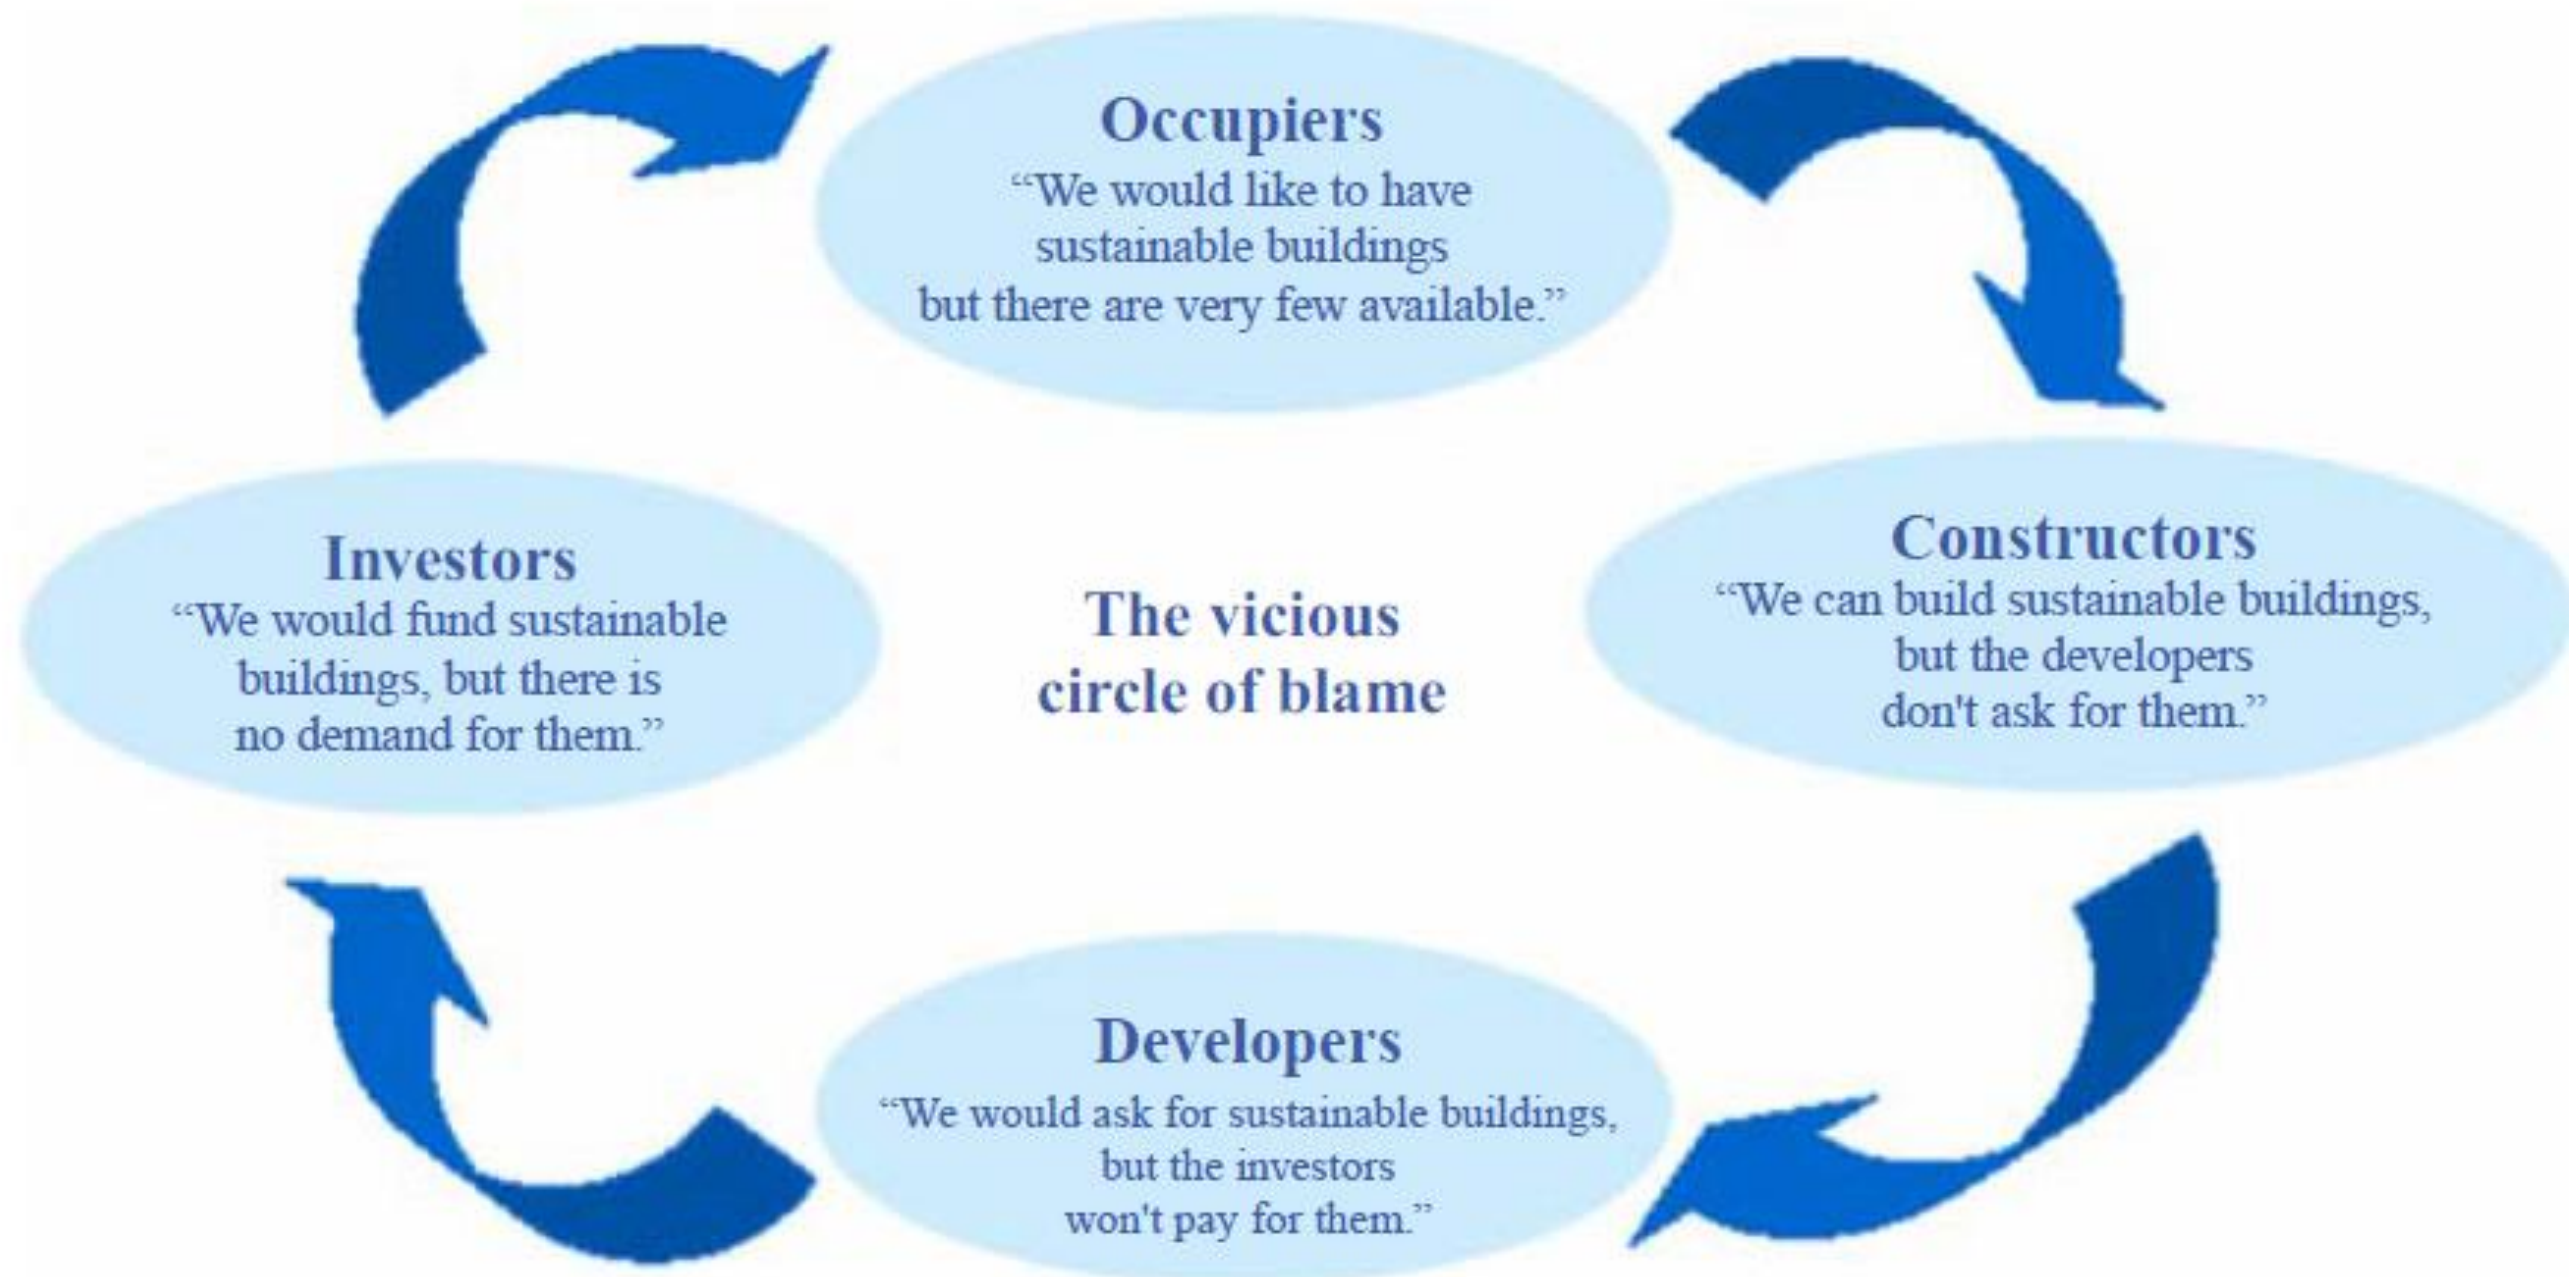 Occupiers
“We would like to have
sustainable buildings
but there are very few available.”
Investors
“We would fund sustainable
buildings, but there is
no demand for them.”
The vicious
circle of blame
Constructors
“We can build sustainable buildings,
but the developers
don't ask for them.”
Developers
“We would ask for sustainable buildings,
but the investors
won't pay for them.”